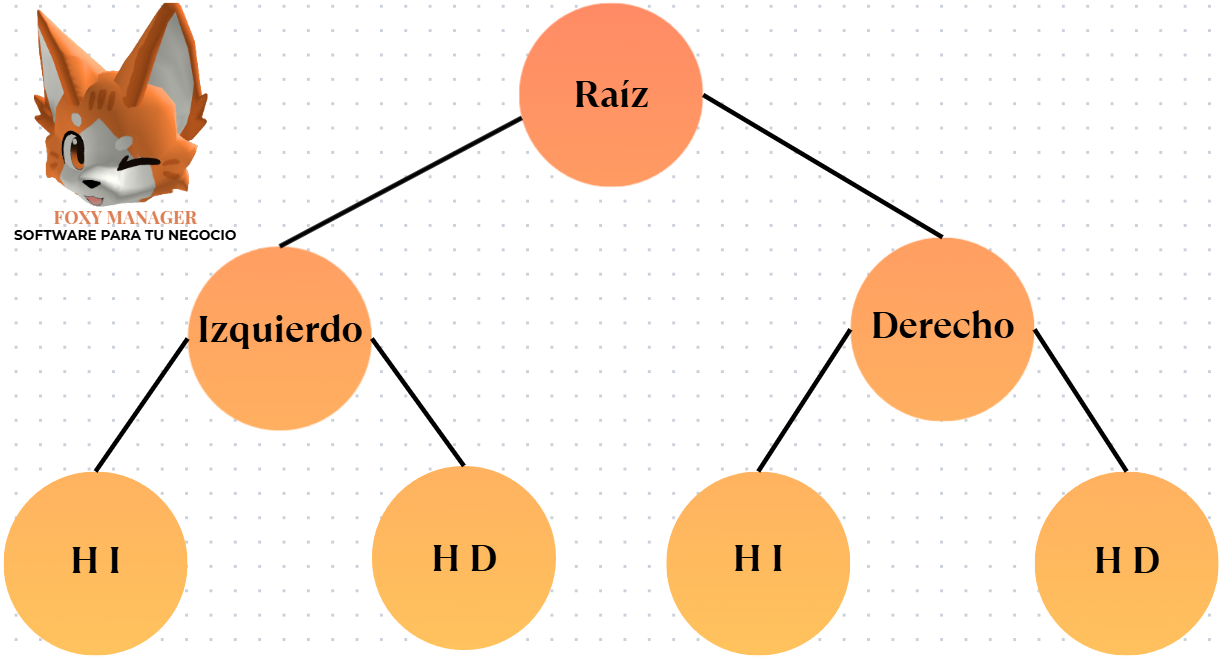 Raíz
FOXY MANAGER
SOFTWARE PARA TU NEGOCIO
Izquierdo
Derecho
H I
H D
H I
H D